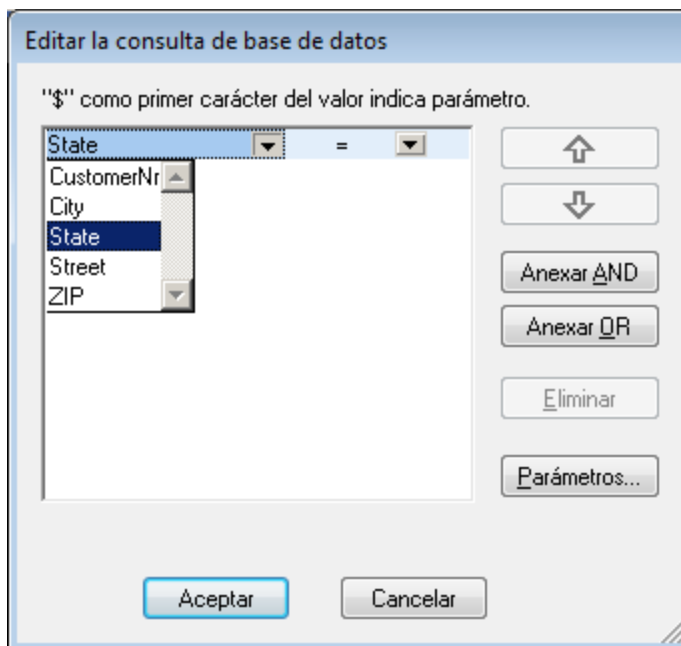 Editar la consulta de base de datos
"$" como primer carácter del valor indica parámetro.
State =
CustomerNr
City
State
Street
ZIP
Anexar AND
Anexar OR
Eliminar
Parámetros...
Aceptar Cancelar